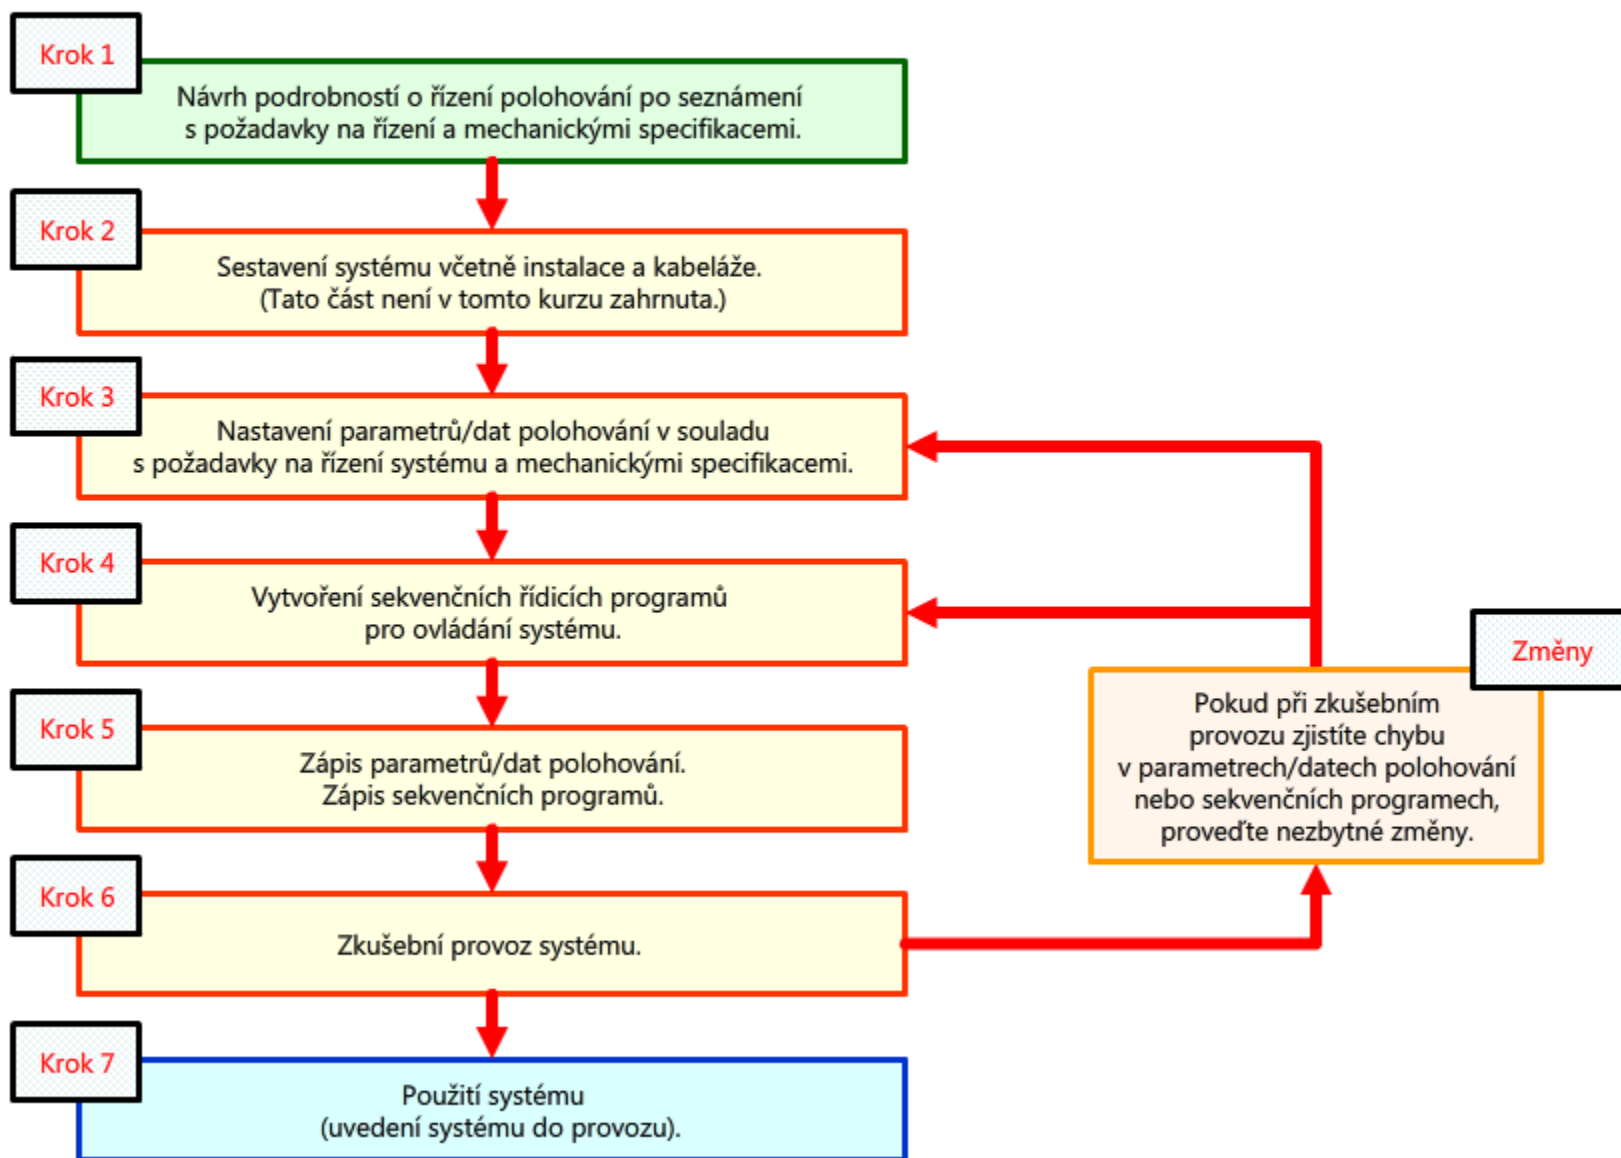 Krok 1
Návrh podrobností o řízení polohování po seznámení
s požadavky na řízení a mechanickými specifikacemi.
Krok 2
Sestavení systému včetně instalace a kabeláže.
(Tato část není v tomto kurzu zahrnuta.)
Krok 3
Nastavení parametrů/dat polohování v souladu
s požadavky na řízení systému a mechanickými specifikacemi.
Krok 4
Vytvoření sekvenčních řídicích programů
pro ovládání systému.
Změny
Pokud při zkušebním
provozu zjistíte chybu
v parametrech/datech polohování
nebo sekvenčních programech,
proveďte nezbytné změny.
Krok 5
Zápis parametrů/dat polohování.
Zápis sekvenčních programů.
Krok 6
Zkušební provoz systému.
Krok 7
Použití systému
(uvedení systému do provozu).